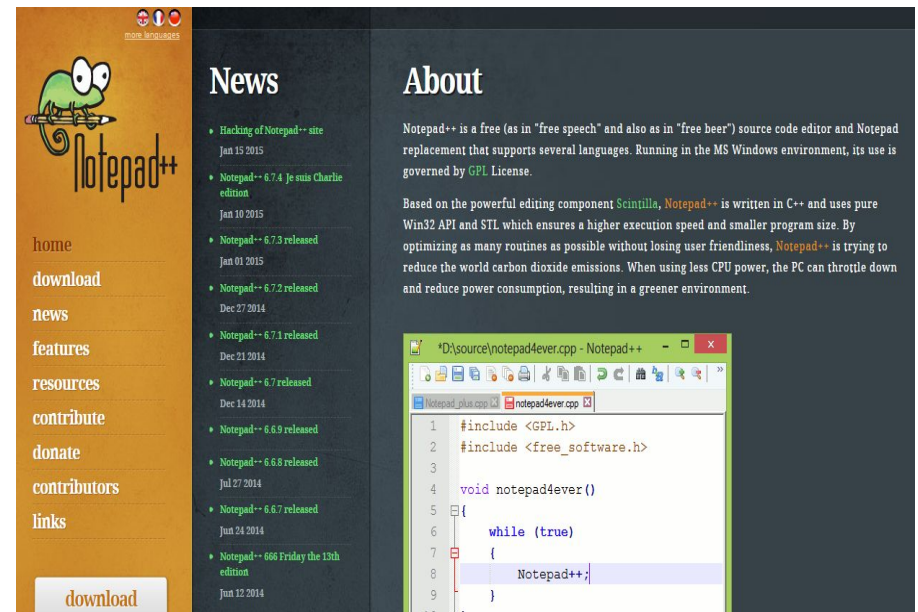 more languages
Notepad++
home
download
news
features
resources
contribute
donate
contributors
links
download
News
Hacking of Notepad++ site
Jan 15 2015
Notepad++ 6.7.4 Je suis Charlie
edition
Jan 10 2015
Notepad++ 6.7.3 released
Jan 01 2015
Notepad++ 6.7.2 released
Dec 27 2014
Notepad++ 6.7.1 released
Dec 21 2014
Notepad++ 6.7 released
Dec 14 2014
Notepad++ 6.6.9 released
Notepad++ 6.6.8 released
Jul 27 2014
Notepad++ 6.6.7 released
Jun 24 2014
Notepad++ 666 Friday the 13th
edition
Jun 12 2014
About
Notepad++ is a free (as in "free speech" and also as in "free beer") source code editor and Notepad
replacement that supports several languages. Running in the MS Windows environment, its use is
governed by GPL License.
Based on the powerful editing component Scintilla, Notepad++ is written in C++ and uses pure
Win32 API and STL which ensures a higher execution speed and smaller program size. By
optimizing as many routines as possible without losing user friendliness, Notepad++ is trying to
reduce the world carbon dioxide emissions. When using less CPU power, the PC can throttle down
and reduce power consumption, resulting in a greener environment.
*D:\source\notepad4ever.cpp - Notepad++
Notepad_plus.cpp notepad4ever.cpp
1 #include <GPL.h>
2 #include <free_software.h>
3
4 void notepad4ever()
5 {
6 while (true)
7 {
8 Notepad++;
9 }